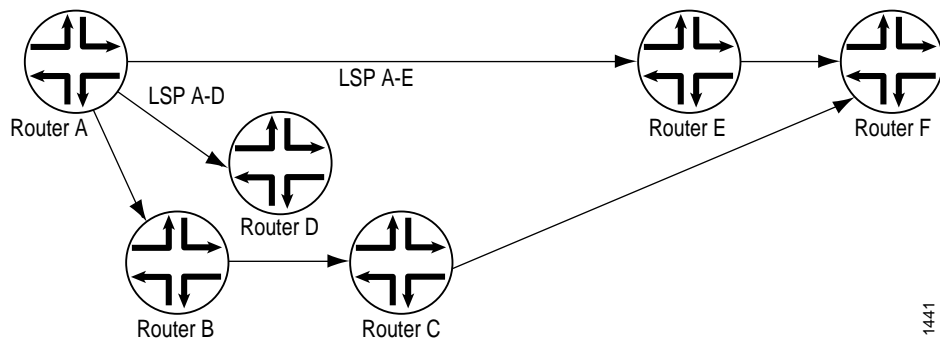 LSP A-D
LSP A-E
Router A
Router E
Router F
Router D
Router B
Router C
1441